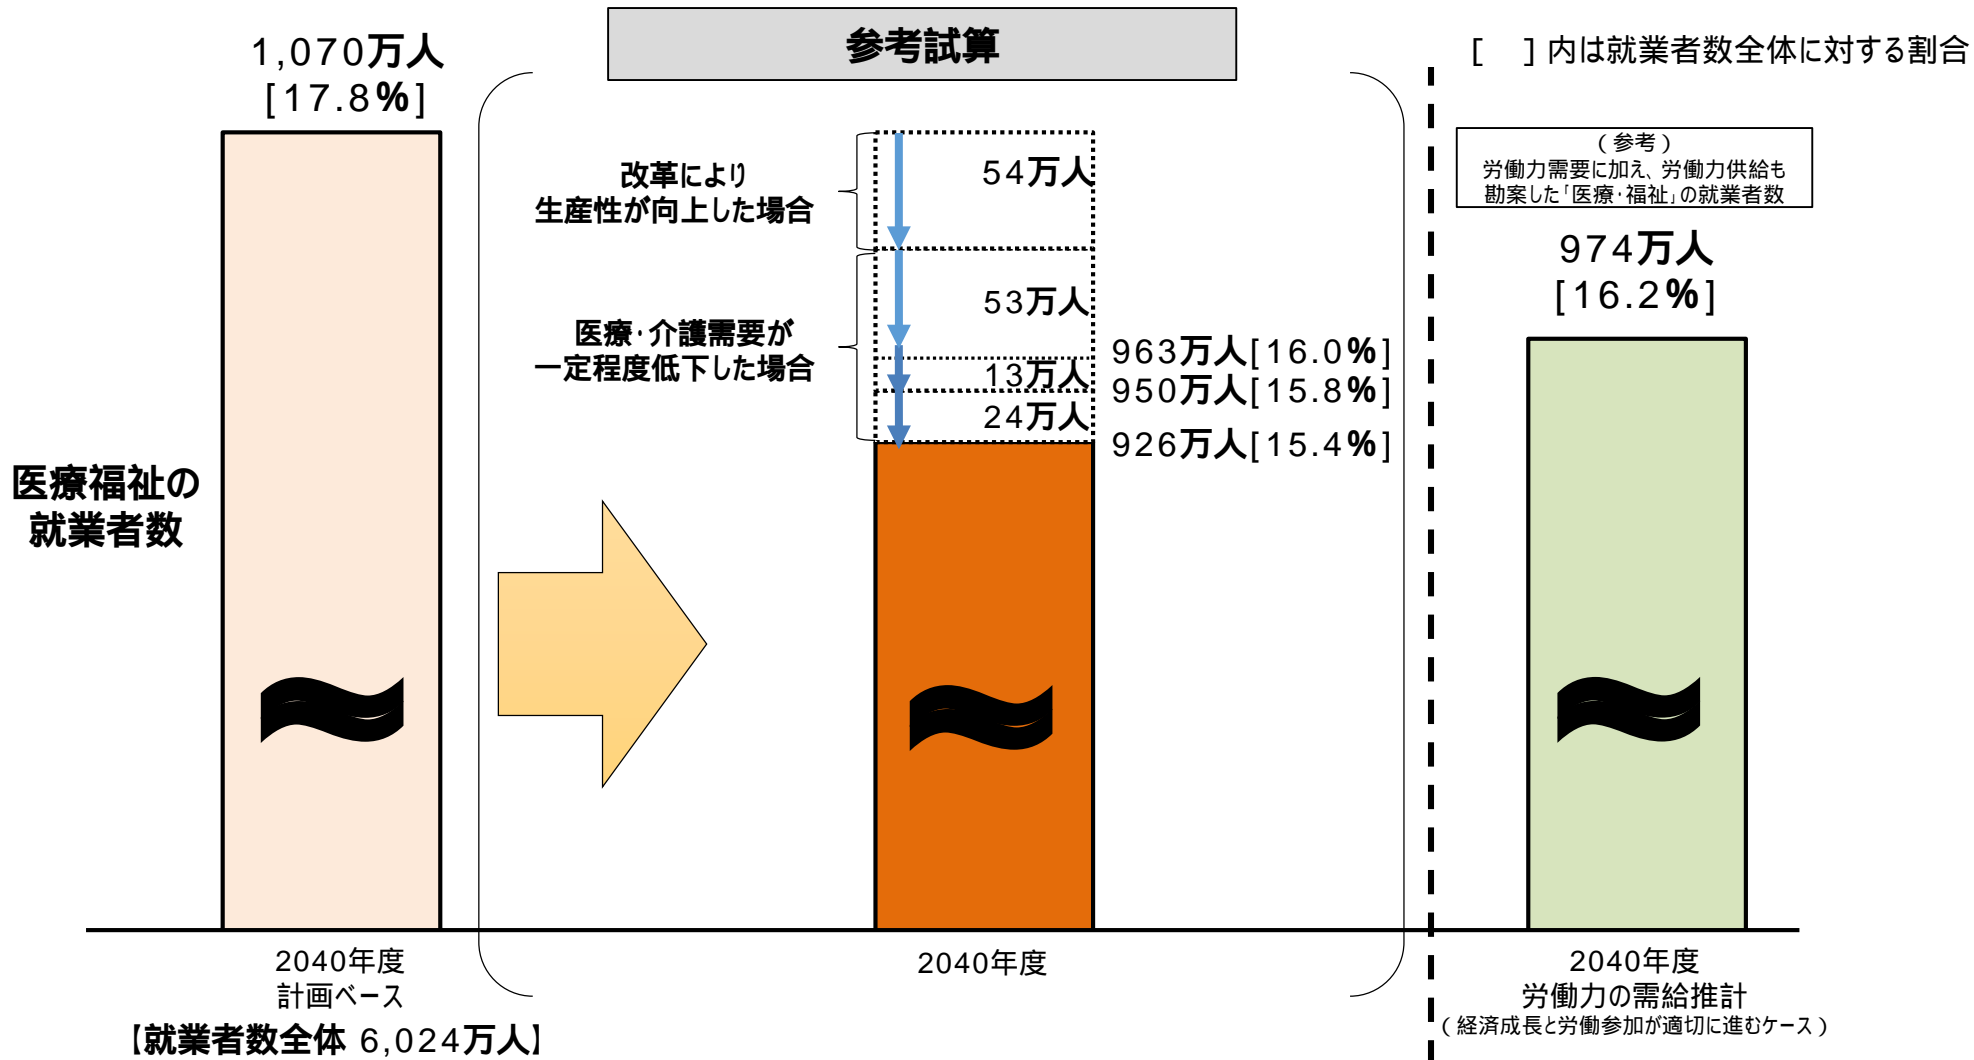 参考試算
1,070万人
[17.8%]
[　]内は就業者数全体に対する割合
改革により
生産性が向上した場合
54万人
53万人
医療・介護需要が
一定程度低下した場合
13万人
24万人
963万人[16.0%]
950万人[15.8%]
926万人[15.4%]
（参考）
労働力需要に加え、労働力供給も
勘案した「医療・福祉」の就業者数
974万人
[16.2%]
医療福祉の
就業者数
2040年度
計画ベース
【就業者数全体 6,024万人】
2040年度
2040年度
労働力の需給推計
（経済成長と労働参加が適切に進むケース）